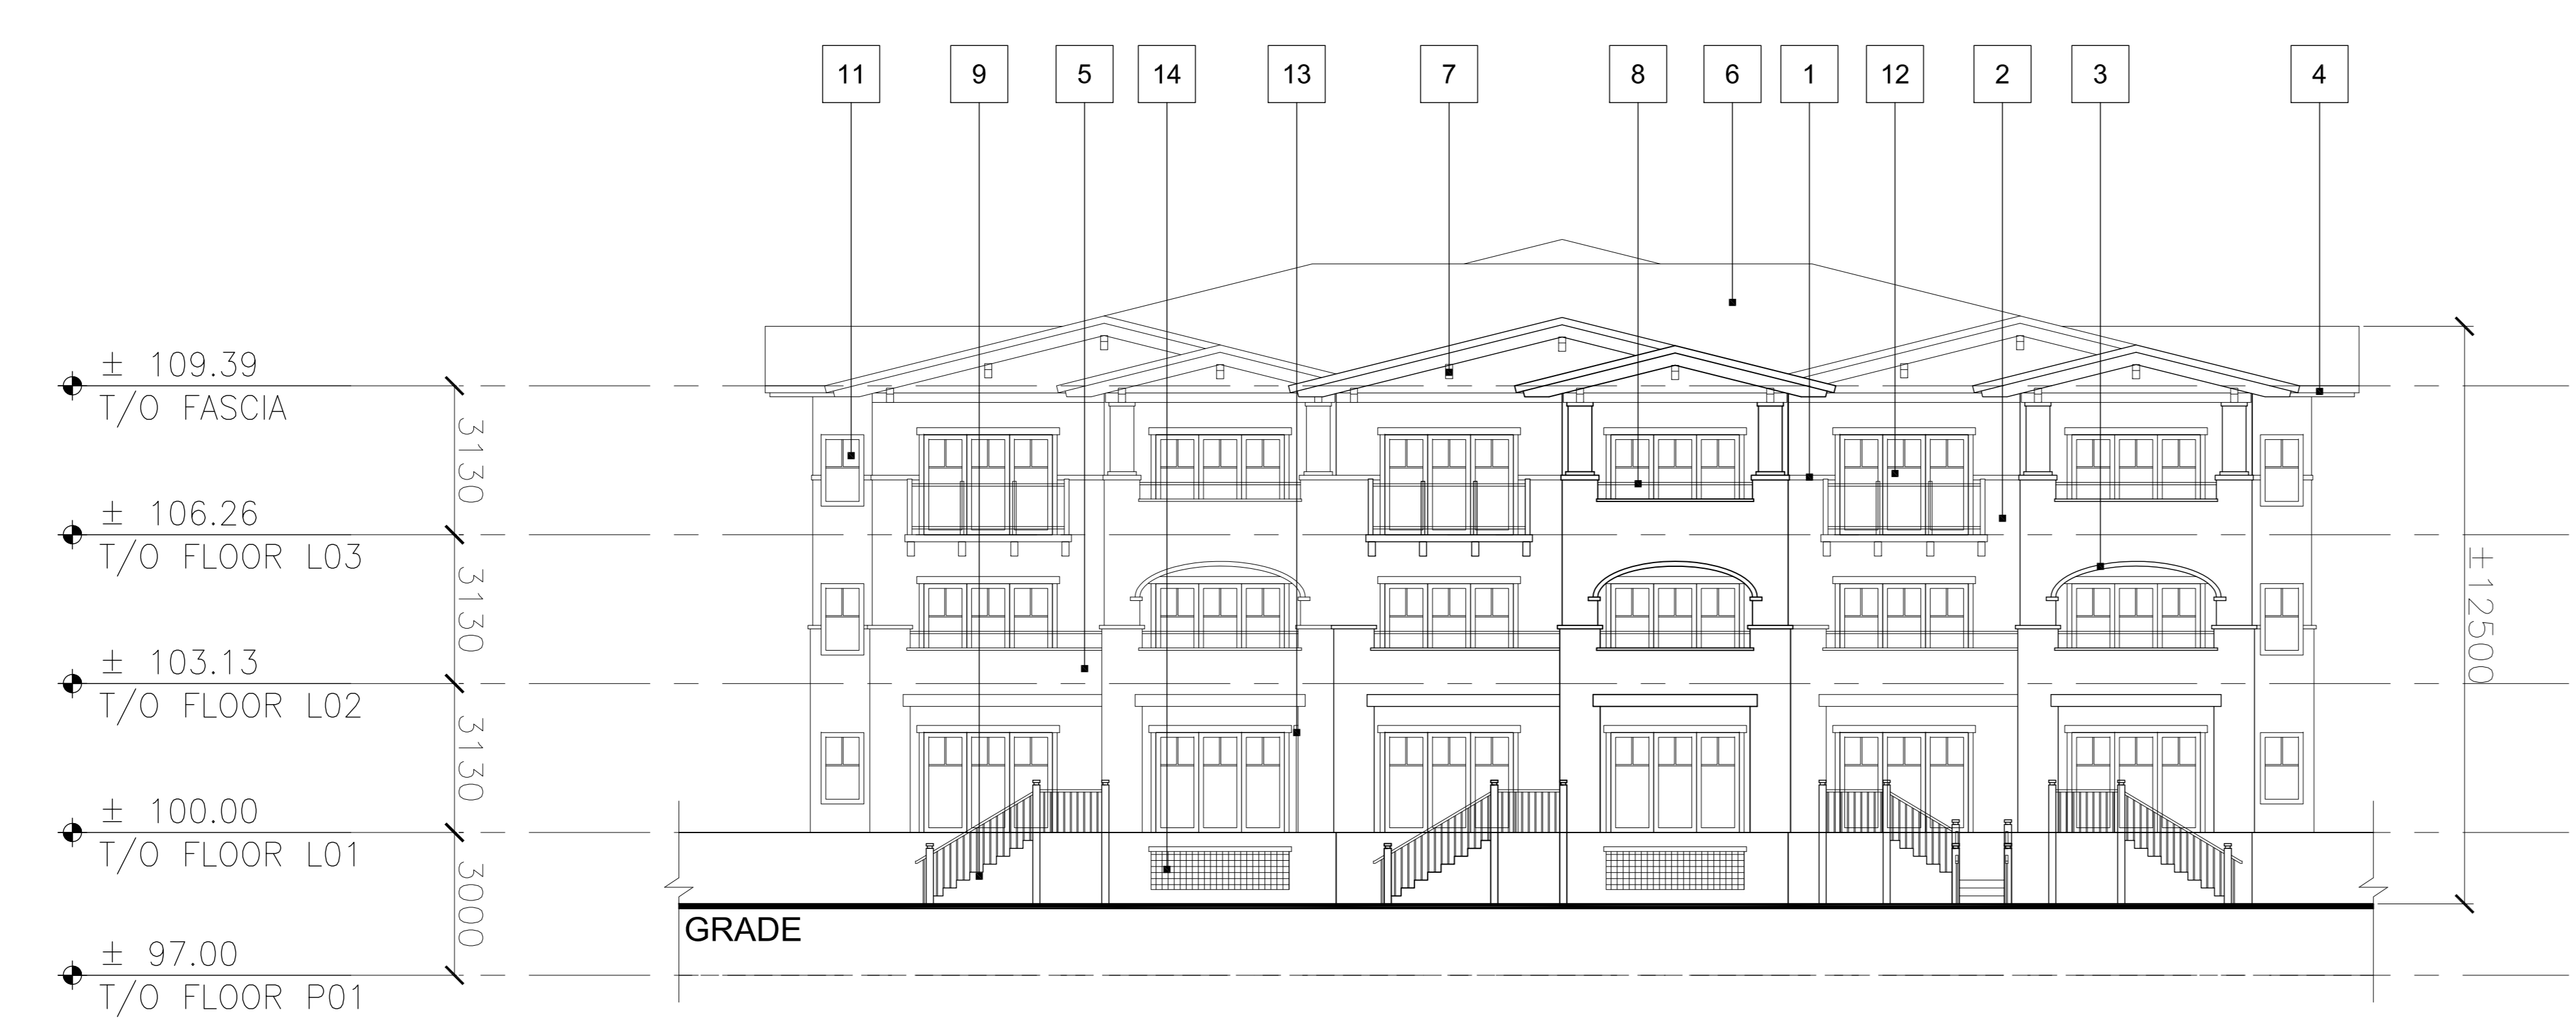 11 9 5 14 13 7 8 6 1 12 2 3 4
± 109.39
T/O FASCIA
3130
± 106.26
T/O FLOOR L03
3130
± 103.13
T/O FLOOR L02
3130
± 100.00
T/O FLOOR L01
3000
± 97.00
T/O FLOOR P01
GRADE
±12500